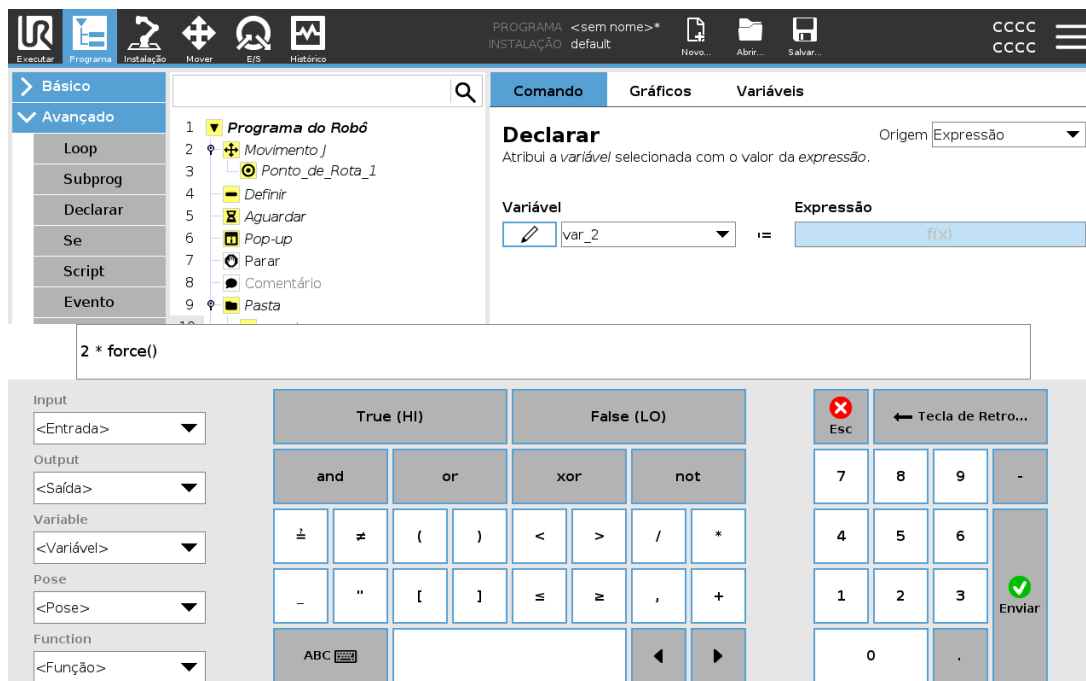 UR
PROGRAMA <sem nome>*
INSTALAÇÃO default
Executar Programa Instalação Mover E/S Histórico
Novo... Abrir... Salvar...
CCCC
CCCC
Básico
Avançado
Loop
Subprog
Declarar
Se
Script
Evento
1 Programa do Robô
2 Movimento J
3 Ponto_de_Rota_1
4 Definir
5 Aguardar
6 Pop-up
7 Parar
8 Comentário
9 Pasta
Comando Gráficos Variáveis
Declarar
Origem Expressão
Atribui a variável selecionada com o valor da expressão.
Variável Expressão
var_2 := f(x)
2 * force()
Input
<Entrada>
Output
<Saída>
Variable
<Variável>
Pose
<Pose>
Function
<Função>
True (HI) False (LO)
and or xor not
≟ ≠ ( ) < > / *
_ " [ ] ≤ ≥ , +
ABC
Esc
Tecla de Retro...
7 8 9 -
4 5 6
1 2 3
Enviar
0 .